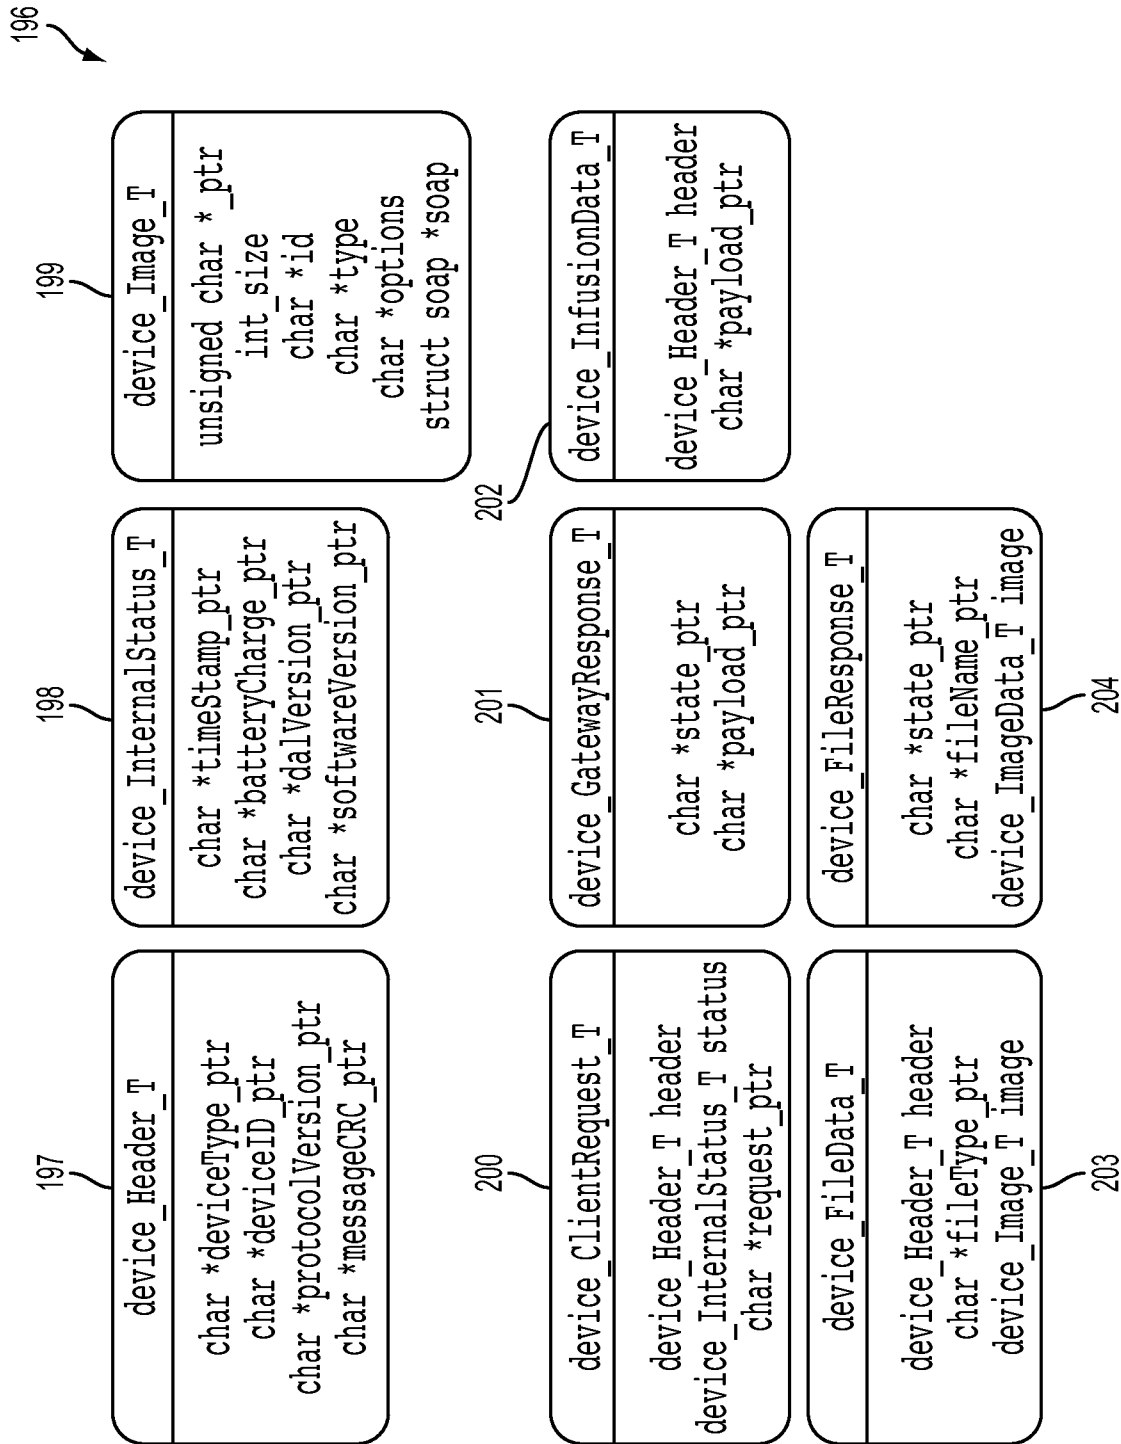 196
197
device_Header_T
char *deviceType_ptr
char *deviceID_ptr
char *protocolVersion_ptr
char *messageCRC_ptr
198
device_InternalStatus_T
char *timeStamp_ptr
char *batteryCharge_ptr
char *dalVersion_ptr
char *softwareVersion_ptr
199
device_Image_T
unsigned char *_ptr
int_size
char *id
char *type
char *options
struct soap *soap
200
device_ClientRequest_T
device_Header_T header
device_InternalStatus_T status
char *request_ptr
201
device_GatewayResponse_T
char *state_ptr
char *payload_ptr
202
device_InfusionData_T
device_Header_T header
char *payload_ptr
device_FileData_T
device_Header_T header
char *fileType_ptr
device_Image_T image
203
device_FileResponse_T
char *state_ptr
char *fileName_ptr
device_ImageData_T image
204